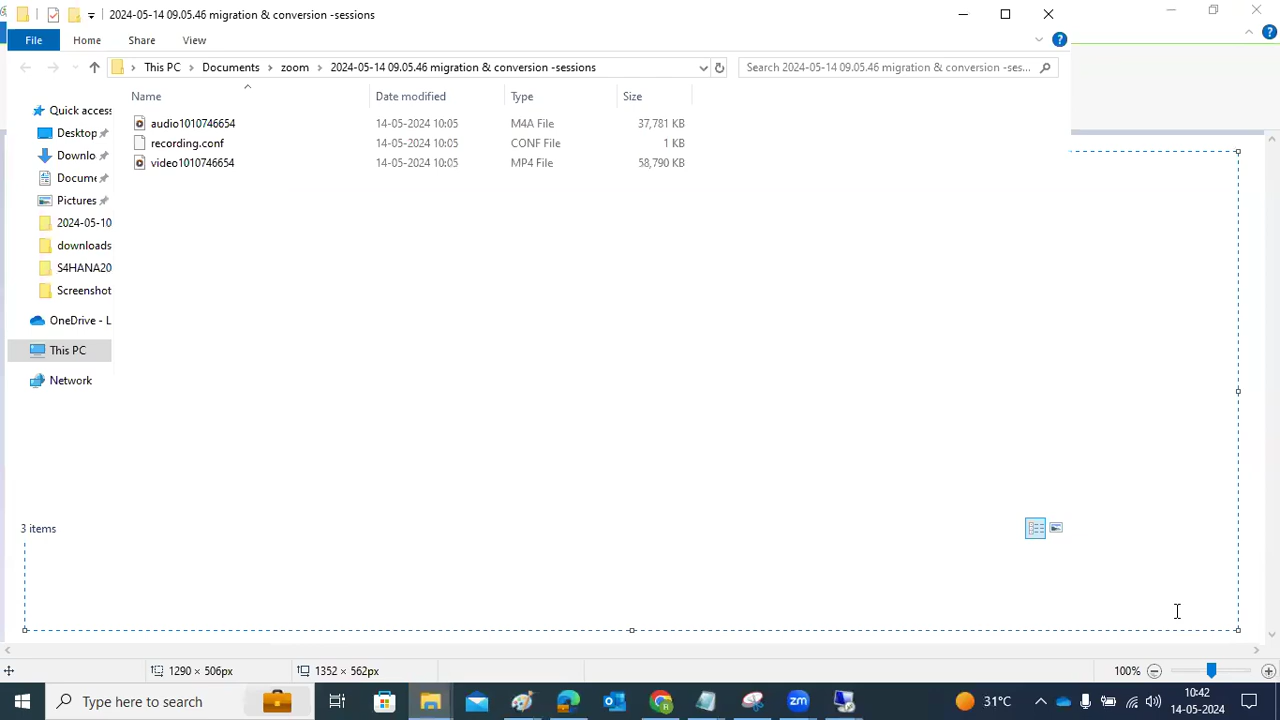 2024-05-14 09.05.46 migration & conversion -sessions
File Home Share View
This PC Documents zoom 2024-05-14 09.05.46 migration & conversion -sessions Search 2024-05-14 09.05.46 migration & conversion -ses...
Name Date modified Type Size
Quick access
Desktop
Downlo
Docume
Pictures
2024-05-10
downloads
S4HANA20
Screenshot
OneDrive - L
This PC
Network
audio1010746654 14-05-2024 10:05 M4A File 37,781 KB
recording.conf 14-05-2024 10:05 CONF File 1 KB
video1010746654 14-05-2024 10:05 MP4 File 58,790 KB
3 items
1290 × 506px 1352 × 562px 100%
Type here to search zm 31°C 10:42
14-05-2024